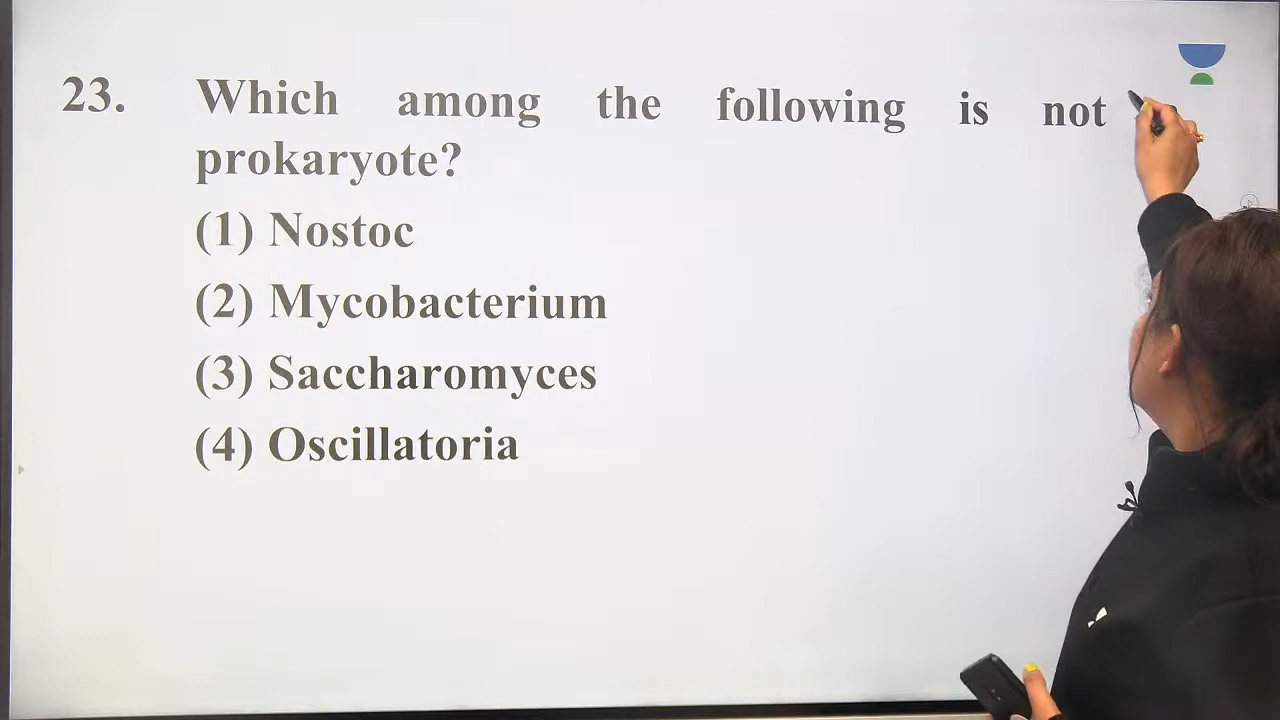 23. Which among the following is not
prokaryote?
(1) Nostoc
(2) Mycobacterium
(3) Saccharomyces
(4) Oscillatoria